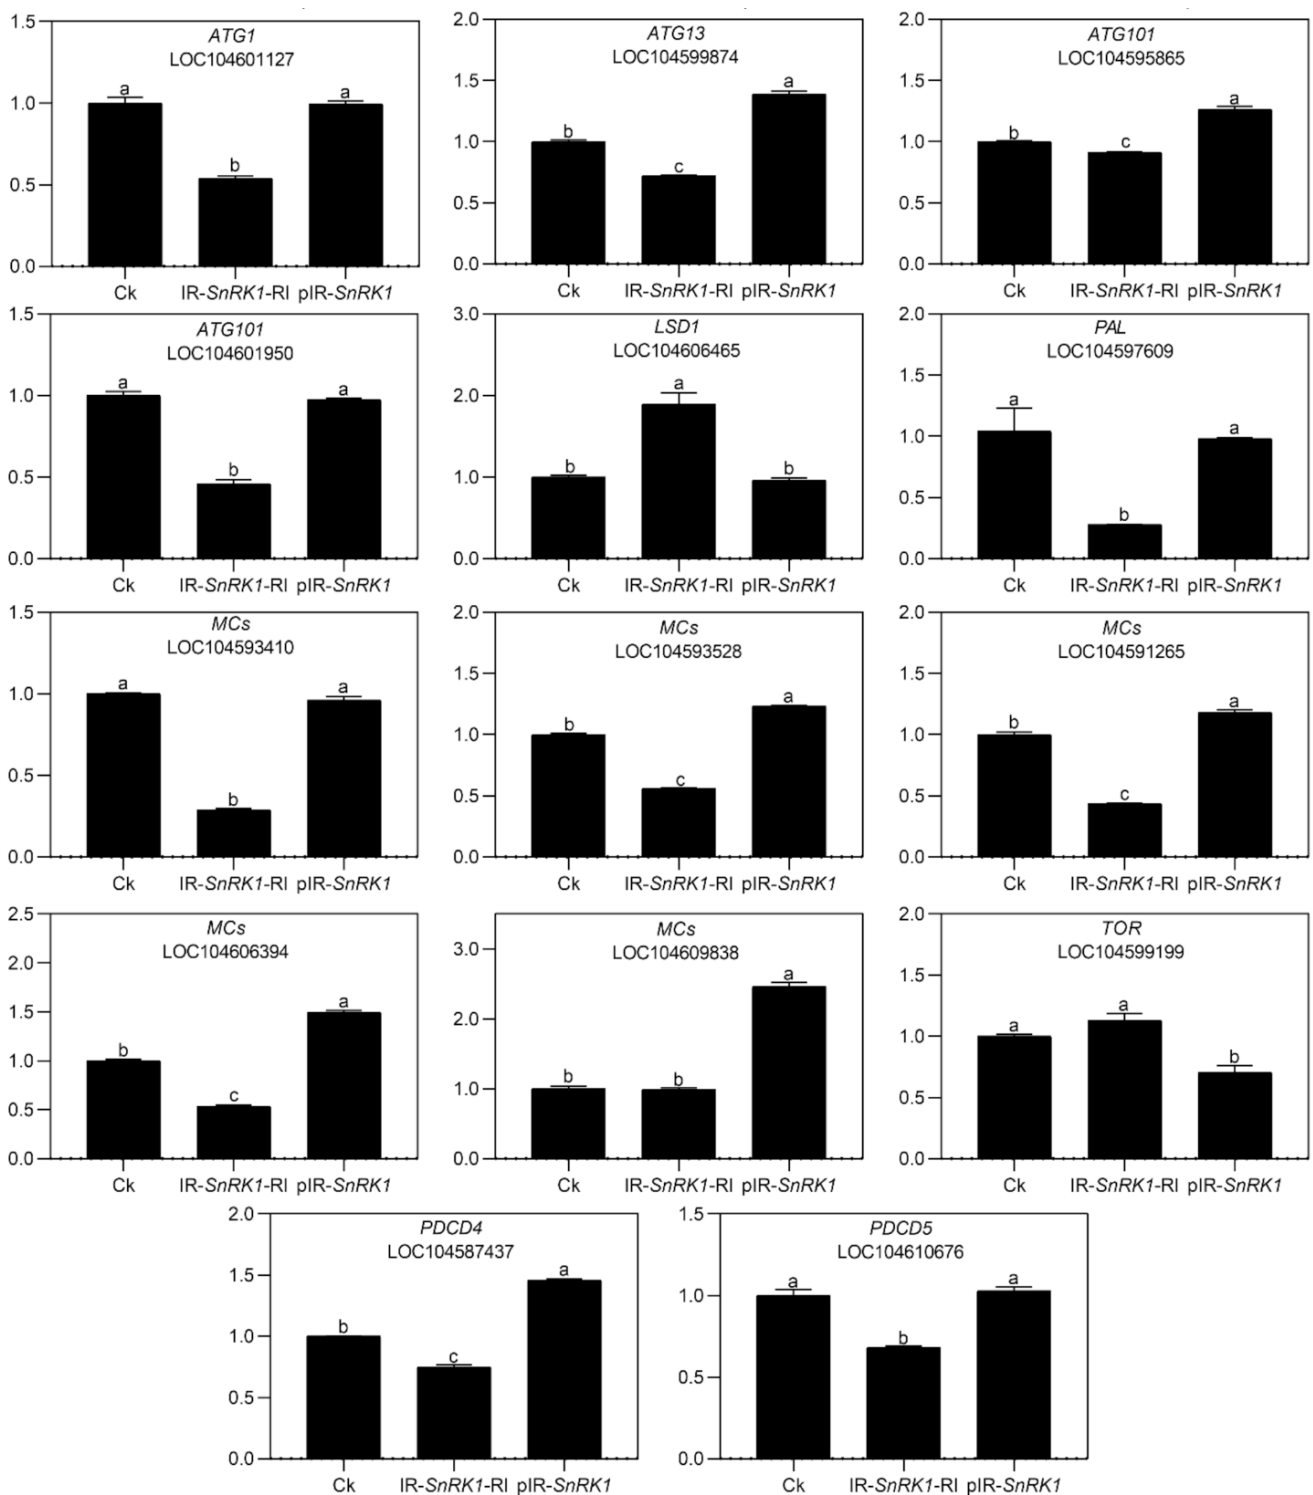 ATG1
LOC104601127
1.5
1.0
0.5
0.0
a
b
a
Ck IR-SnRK1-RI pIR-SnRK1
ATG13
LOC104599874
2.0
1.5
1.0
0.5
0.0
b
c
a
Ck IR-SnRK1-RI pIR-SnRK1
ATG101
LOC104595865
2.0
1.5
1.0
0.5
0.0
b
c
a
Ck IR-SnRK1-RI pIR-SnRK1
ATG101
LOC104601950
1.5
1.0
0.5
0.0
a
b
a
Ck IR-SnRK1-RI pIR-SnRK1
LSD1
LOC104606465
3.0
2.0
1.0
0.0
b
a
b
Ck IR-SnRK1-RI pIR-SnRK1
PAL
LOC104597609
2.0
1.5
1.0
0.5
0.0
a
b
a
Ck IR-SnRK1-RI pIR-SnRK1
MCs
LOC104593410
1.5
1.0
0.5
0.0
a
b
a
Ck IR-SnRK1-RI pIR-SnRK1
MCs
LOC104593528
2.0
1.5
1.0
0.5
0.0
b
c
a
Ck IR-SnRK1-RI pIR-SnRK1
MCs
LOC104591265
2.0
1.5
1.0
0.5
0.0
b
c
a
Ck IR-SnRK1-RI pIR-SnRK1
MCs
LOC104606394
2.5
2.0
1.5
1.0
0.5
0.0
b
c
a
Ck IR-SnRK1-RI pIR-SnRK1
MCs
LOC104609838
3.0
2.0
1.0
0.0
b
b
a
Ck IR-SnRK1-RI pIR-SnRK1
TOR
LOC104599199
2.0
1.5
1.0
0.5
0.0
a
a
b
Ck IR-SnRK1-RI pIR-SnRK1
PDCD4
LOC104587437
2.0
1.5
1.0
0.5
0.0
b
c
a
Ck IR-SnRK1-RI pIR-SnRK1
PDCD5
LOC104610676
1.5
1.0
0.5
0.0
a
b
a
Ck IR-SnRK1-RI pIR-SnRK1